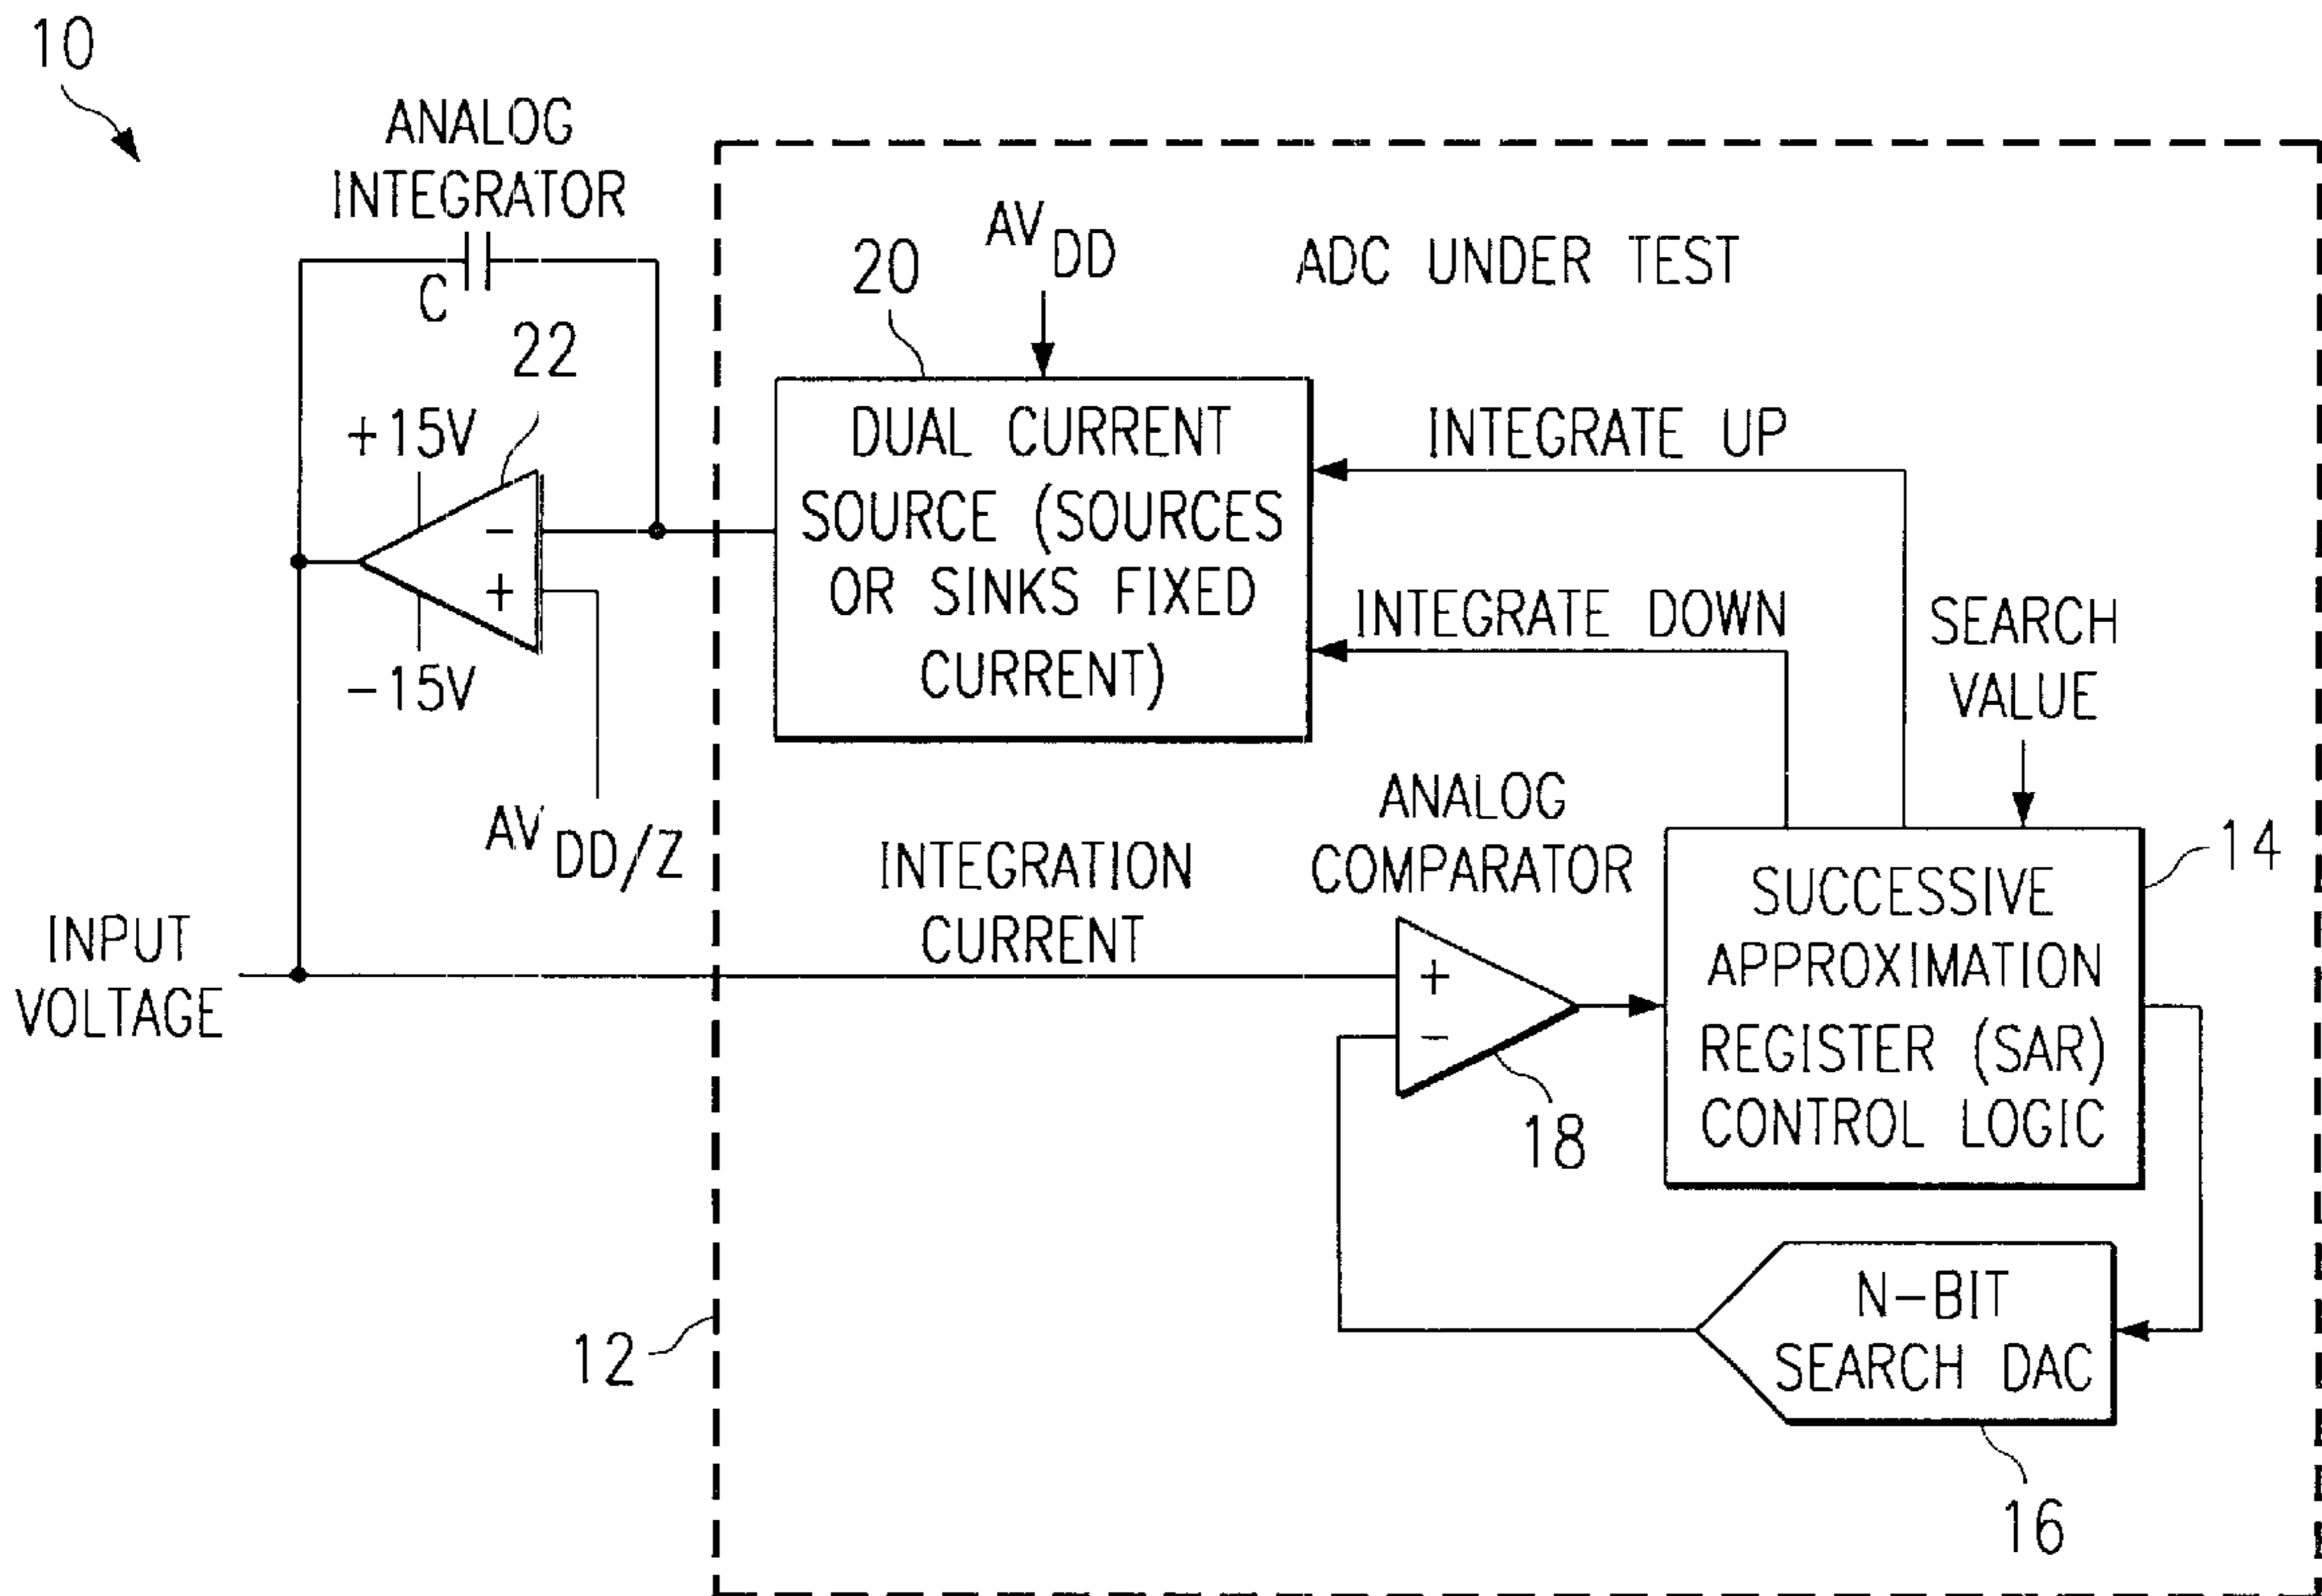 10
ANALOG
INTEGRATOR
C
22
+15V
-
+
-15V
AV DD/Z
INPUT
VOLTAGE
12
ADC UNDER TEST
AV DD
20
DUAL CURRENT
SOURCE (SOURCES
OR SINKS FIXED
CURRENT)
INTEGRATE UP
INTEGRATE DOWN
SEARCH
VALUE
INTEGRATION
CURRENT
ANALOG
COMPARATOR
+
-
18
14
SUCCESSIVE
APPROXIMATION
REGISTER (SAR)
CONTROL LOGIC
N-BIT
SEARCH DAC
16